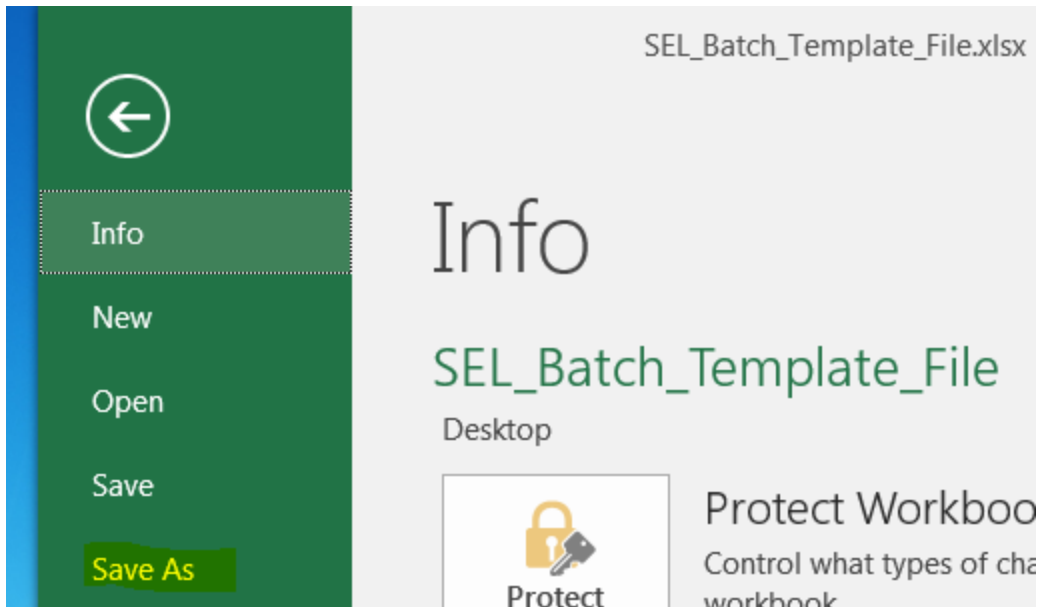 SEL_Batch_Template_File.xlsx
Info
New
Open
Save
Save As
Info
SEL_Batch_Template_File
Desktop
Protect
Protect Workboo
Control what types of cha
workbook